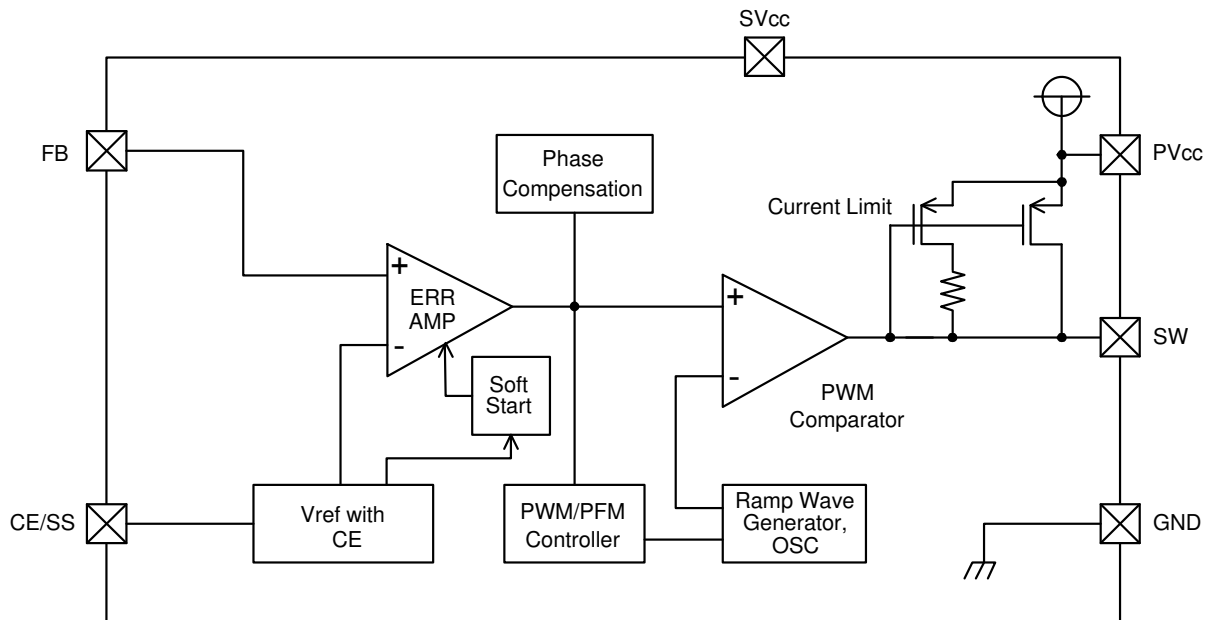 SVcc
FB
PVcc
Phase
Compensation
Current Limit
+
ERR
AMP
-
+
-
SW
Soft
Start
PWM
Comparator
CE/SS
Vref with
CE
PWM/PFM
Controller
Ramp Wave
Generator,
OSC
GND